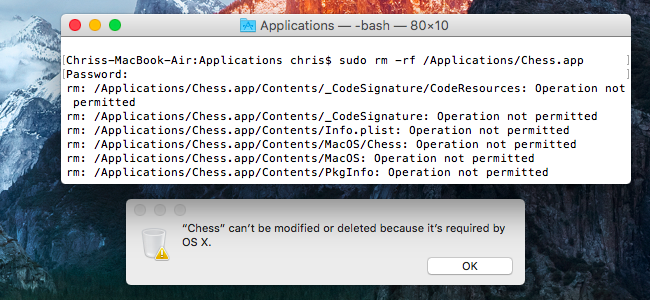 Applications — -bash — 80×10
[Chriss-MacBook-Air:Applications chris$ sudo rm -rf /Applications/Chess.app ]
[Password: ]
rm: /Applications/Chess.app/Contents/_CodeSignature/CodeResources: Operation not
 permitted
rm: /Applications/Chess.app/Contents/_CodeSignature: Operation not permitted
rm: /Applications/Chess.app/Contents/Info.plist: Operation not permitted
rm: /Applications/Chess.app/Contents/MacOS/Chess: Operation not permitted
rm: /Applications/Chess.app/Contents/MacOS: Operation not permitted
rm: /Applications/Chess.app/Contents/PkgInfo: Operation not permitted
“Chess” can’t be modified or deleted because it’s required by
OS X.
OK